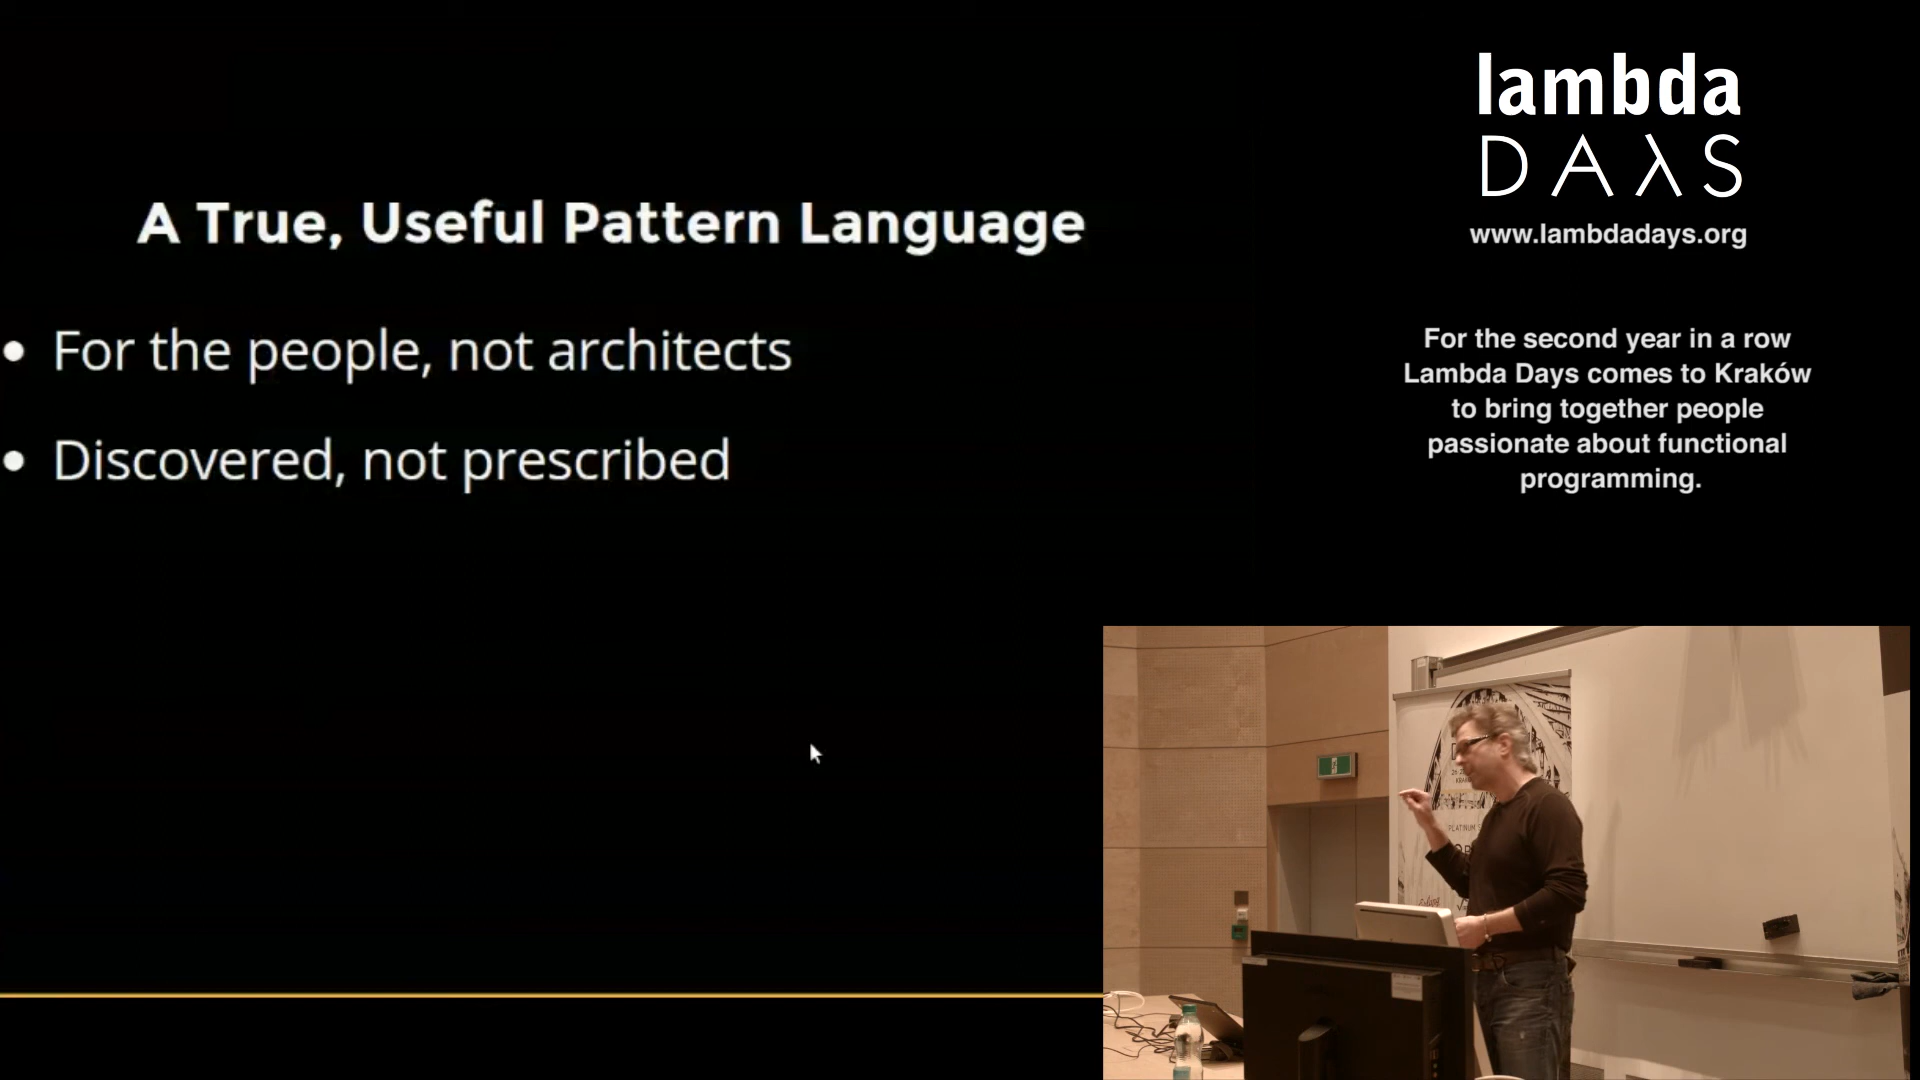 A True, Useful Pattern Language
• For the people, not architects
• Discovered, not prescribed
lambda
DAλS
www.lambdadays.org
For the second year in a row
Lambda Days comes to Kraków
to bring together people
passionate about functional
programming.
PLATINUM